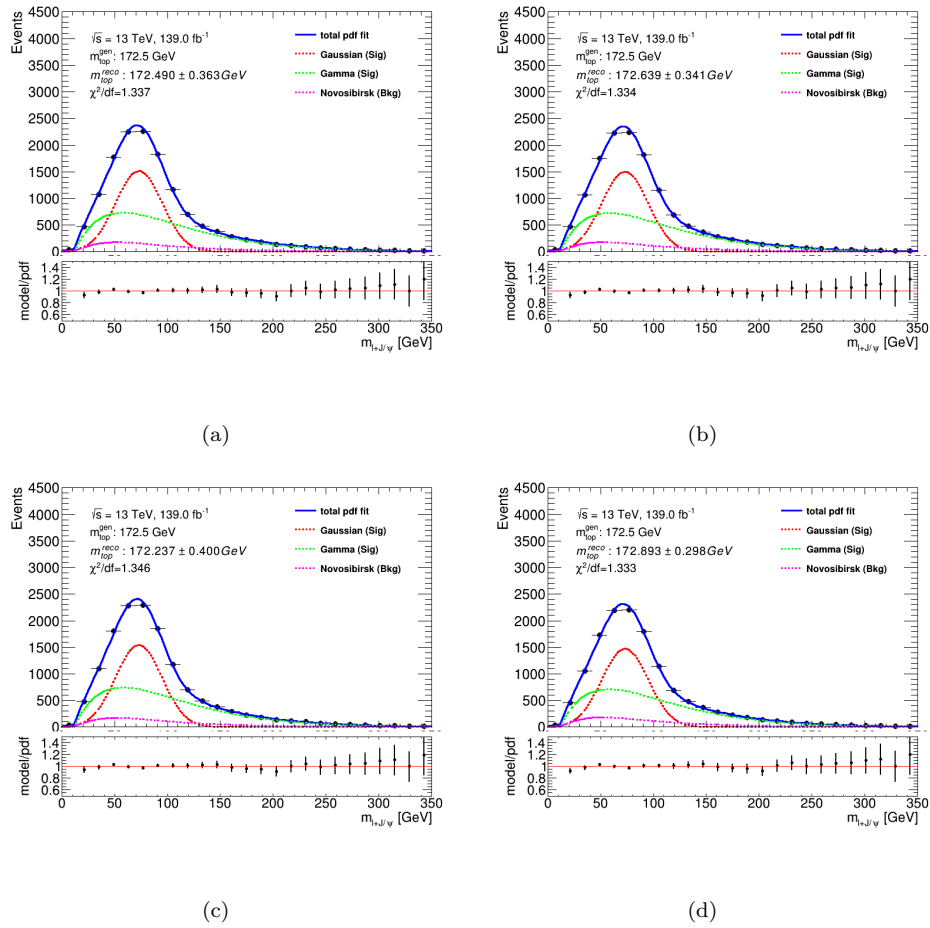 Events
4500
4000
3500
3000
2500
2000
1500
1000
500
0
√s = 13 TeV, 139.0 fb⁻¹
m_top^gen: 172.5 GeV
m_top^reco : 172.490 ± 0.363GeV
χ²/df=1.337
total pdf fit
Gaussian (Sig)
Gamma (Sig)
Novosibirsk (Bkg)
model/pdf
1.4
1.2
1
0.8
0.6
0 50 100 150 200 250 300 350
m_l+J/ψ [GeV]
(a)
Events
4500
4000
3500
3000
2500
2000
1500
1000
500
0
√s = 13 TeV, 139.0 fb⁻¹
m_top^gen: 172.5 GeV
m_top^reco : 172.639 ± 0.341GeV
χ²/df=1.334
total pdf fit
Gaussian (Sig)
Gamma (Sig)
Novosibirsk (Bkg)
model/pdf
1.4
1.2
1
0.8
0.6
0 50 100 150 200 250 300 350
m_l+J/ψ [GeV]
(b)
Events
4500
4000
3500
3000
2500
2000
1500
1000
500
0
√s = 13 TeV, 139.0 fb⁻¹
m_top^gen: 172.5 GeV
m_top^reco : 172.237 ± 0.400GeV
χ²/df=1.346
total pdf fit
Gaussian (Sig)
Gamma (Sig)
Novosibirsk (Bkg)
model/pdf
1.4
1.2
1
0.8
0.6
0 50 100 150 200 250 300 350
m_l+J/ψ [GeV]
(c)
Events
4500
4000
3500
3000
2500
2000
1500
1000
500
0
√s = 13 TeV, 139.0 fb⁻¹
m_top^gen: 172.5 GeV
m_top^reco : 172.893 ± 0.298GeV
χ²/df=1.333
total pdf fit
Gaussian (Sig)
Gamma (Sig)
Novosibirsk (Bkg)
model/pdf
1.4
1.2
1
0.8
0.6
0 50 100 150 200 250 300 350
m_l+J/ψ [GeV]
(d)